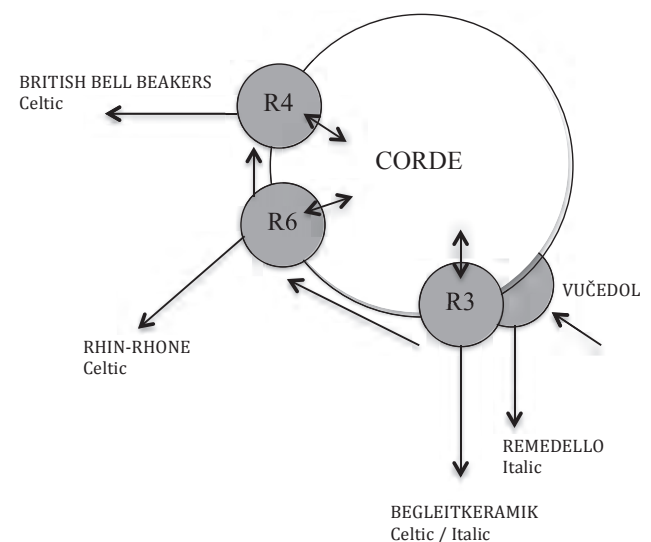 BRITISH BELL BEAKERS
Celtic
R4
CORDE
R6
R3
VUČEDOL
RHIN-RHONE
Celtic
REMEDELLO
Italic
BEGLEITKERAMIK
Celtic / Italic